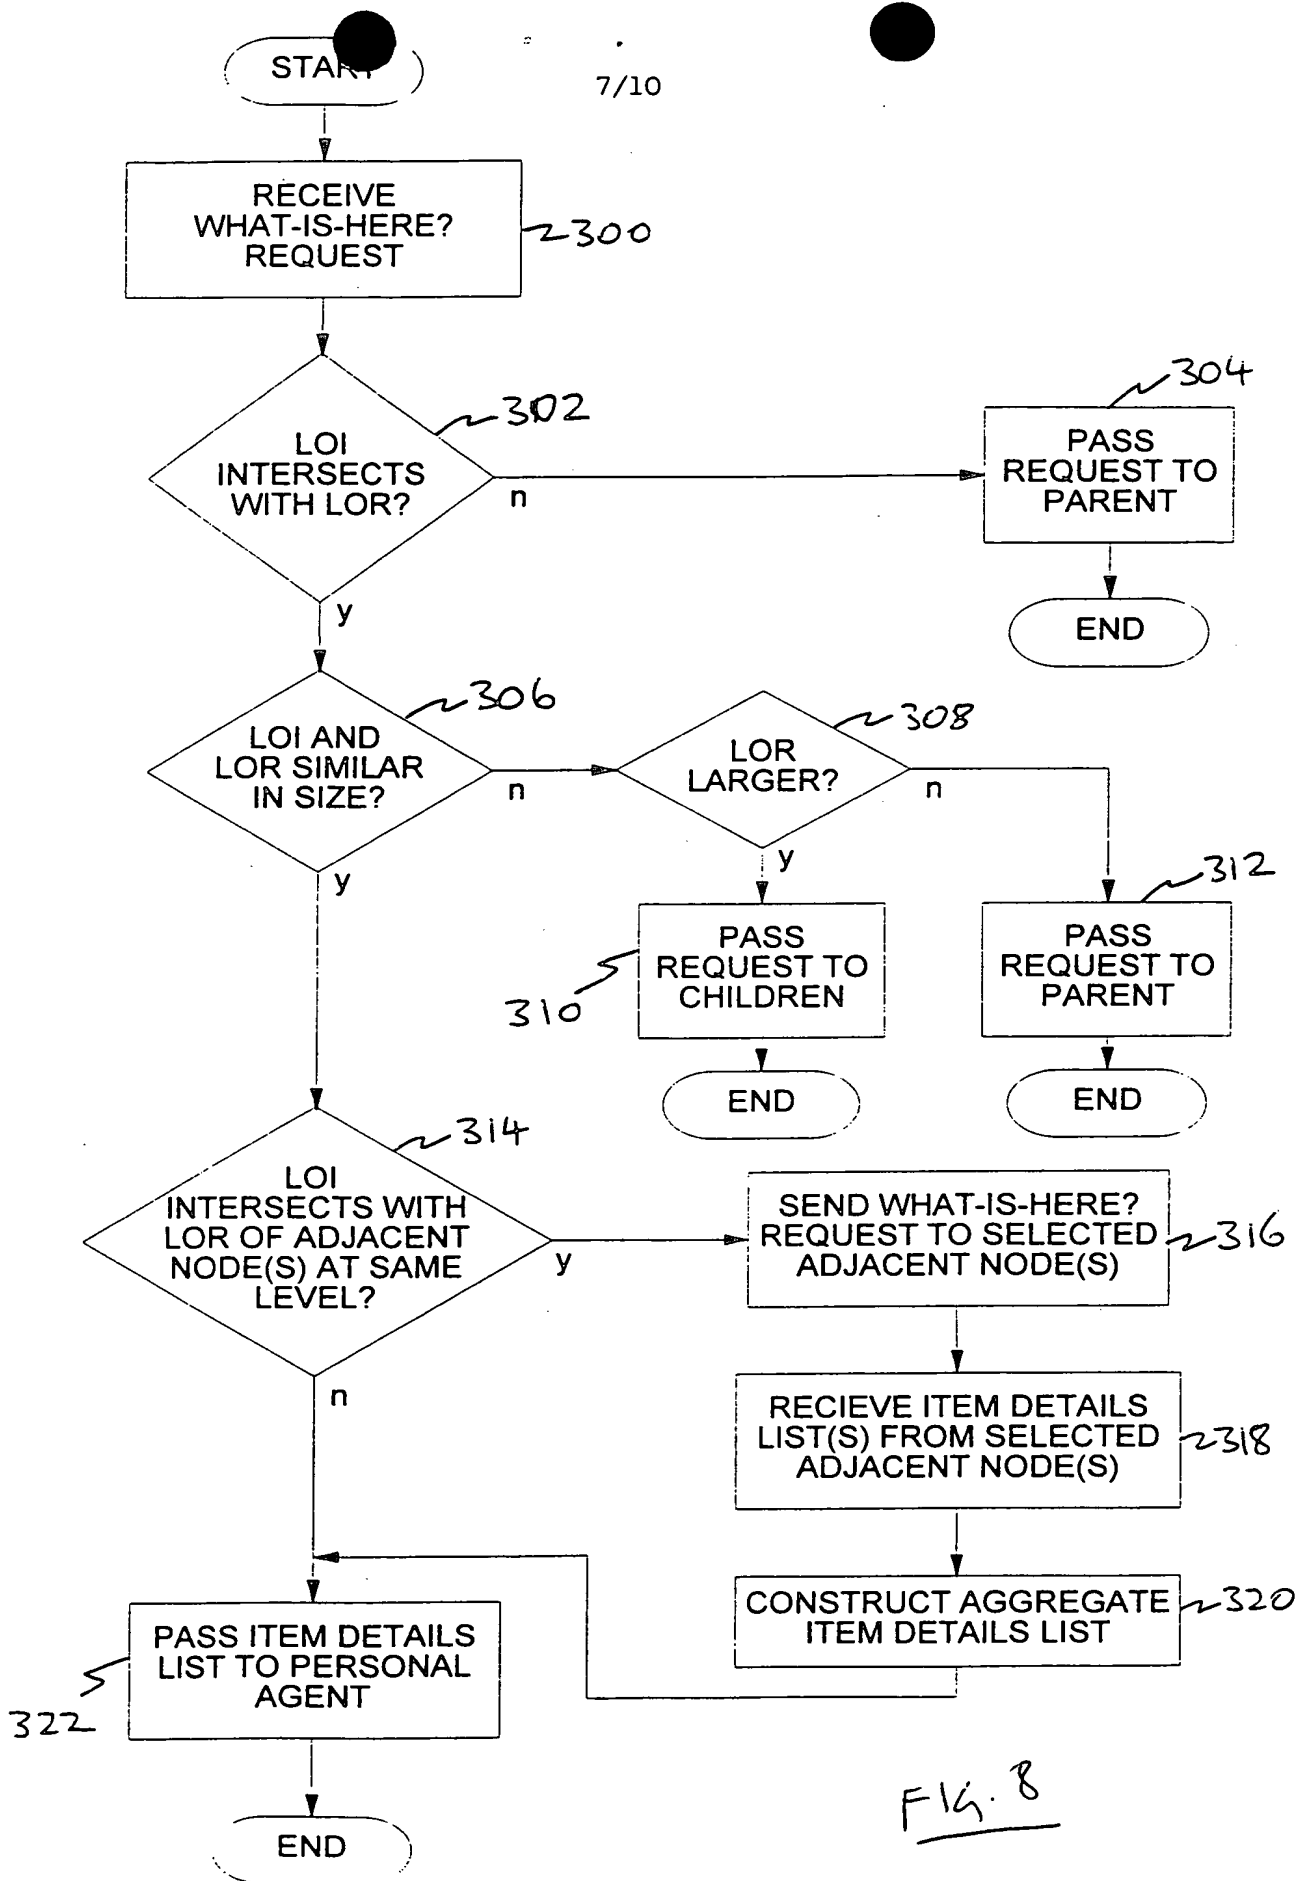 START
7/10
RECEIVE
WHAT-IS-HERE?
REQUEST
300
LOI
INTERSECTS
WITH LOR?
302
n
304
PASS
REQUEST TO
PARENT
END
y
LOI AND
LOR SIMILAR
IN SIZE?
306
n
LOR
LARGER?
308
n
y
y
PASS
REQUEST TO
CHILDREN
310
END
312
PASS
REQUEST TO
PARENT
END
LOI
INTERSECTS WITH
LOR OF ADJACENT
NODE(S) AT SAME
LEVEL?
314
y
SEND WHAT-IS-HERE?
REQUEST TO SELECTED
ADJACENT NODE(S)
316
RECIEVE ITEM DETAILS
LIST(S) FROM SELECTED
ADJACENT NODE(S)
318
CONSTRUCT AGGREGATE
ITEM DETAILS LIST
320
n
PASS ITEM DETAILS
LIST TO PERSONAL
AGENT
322
END
FIG. 8